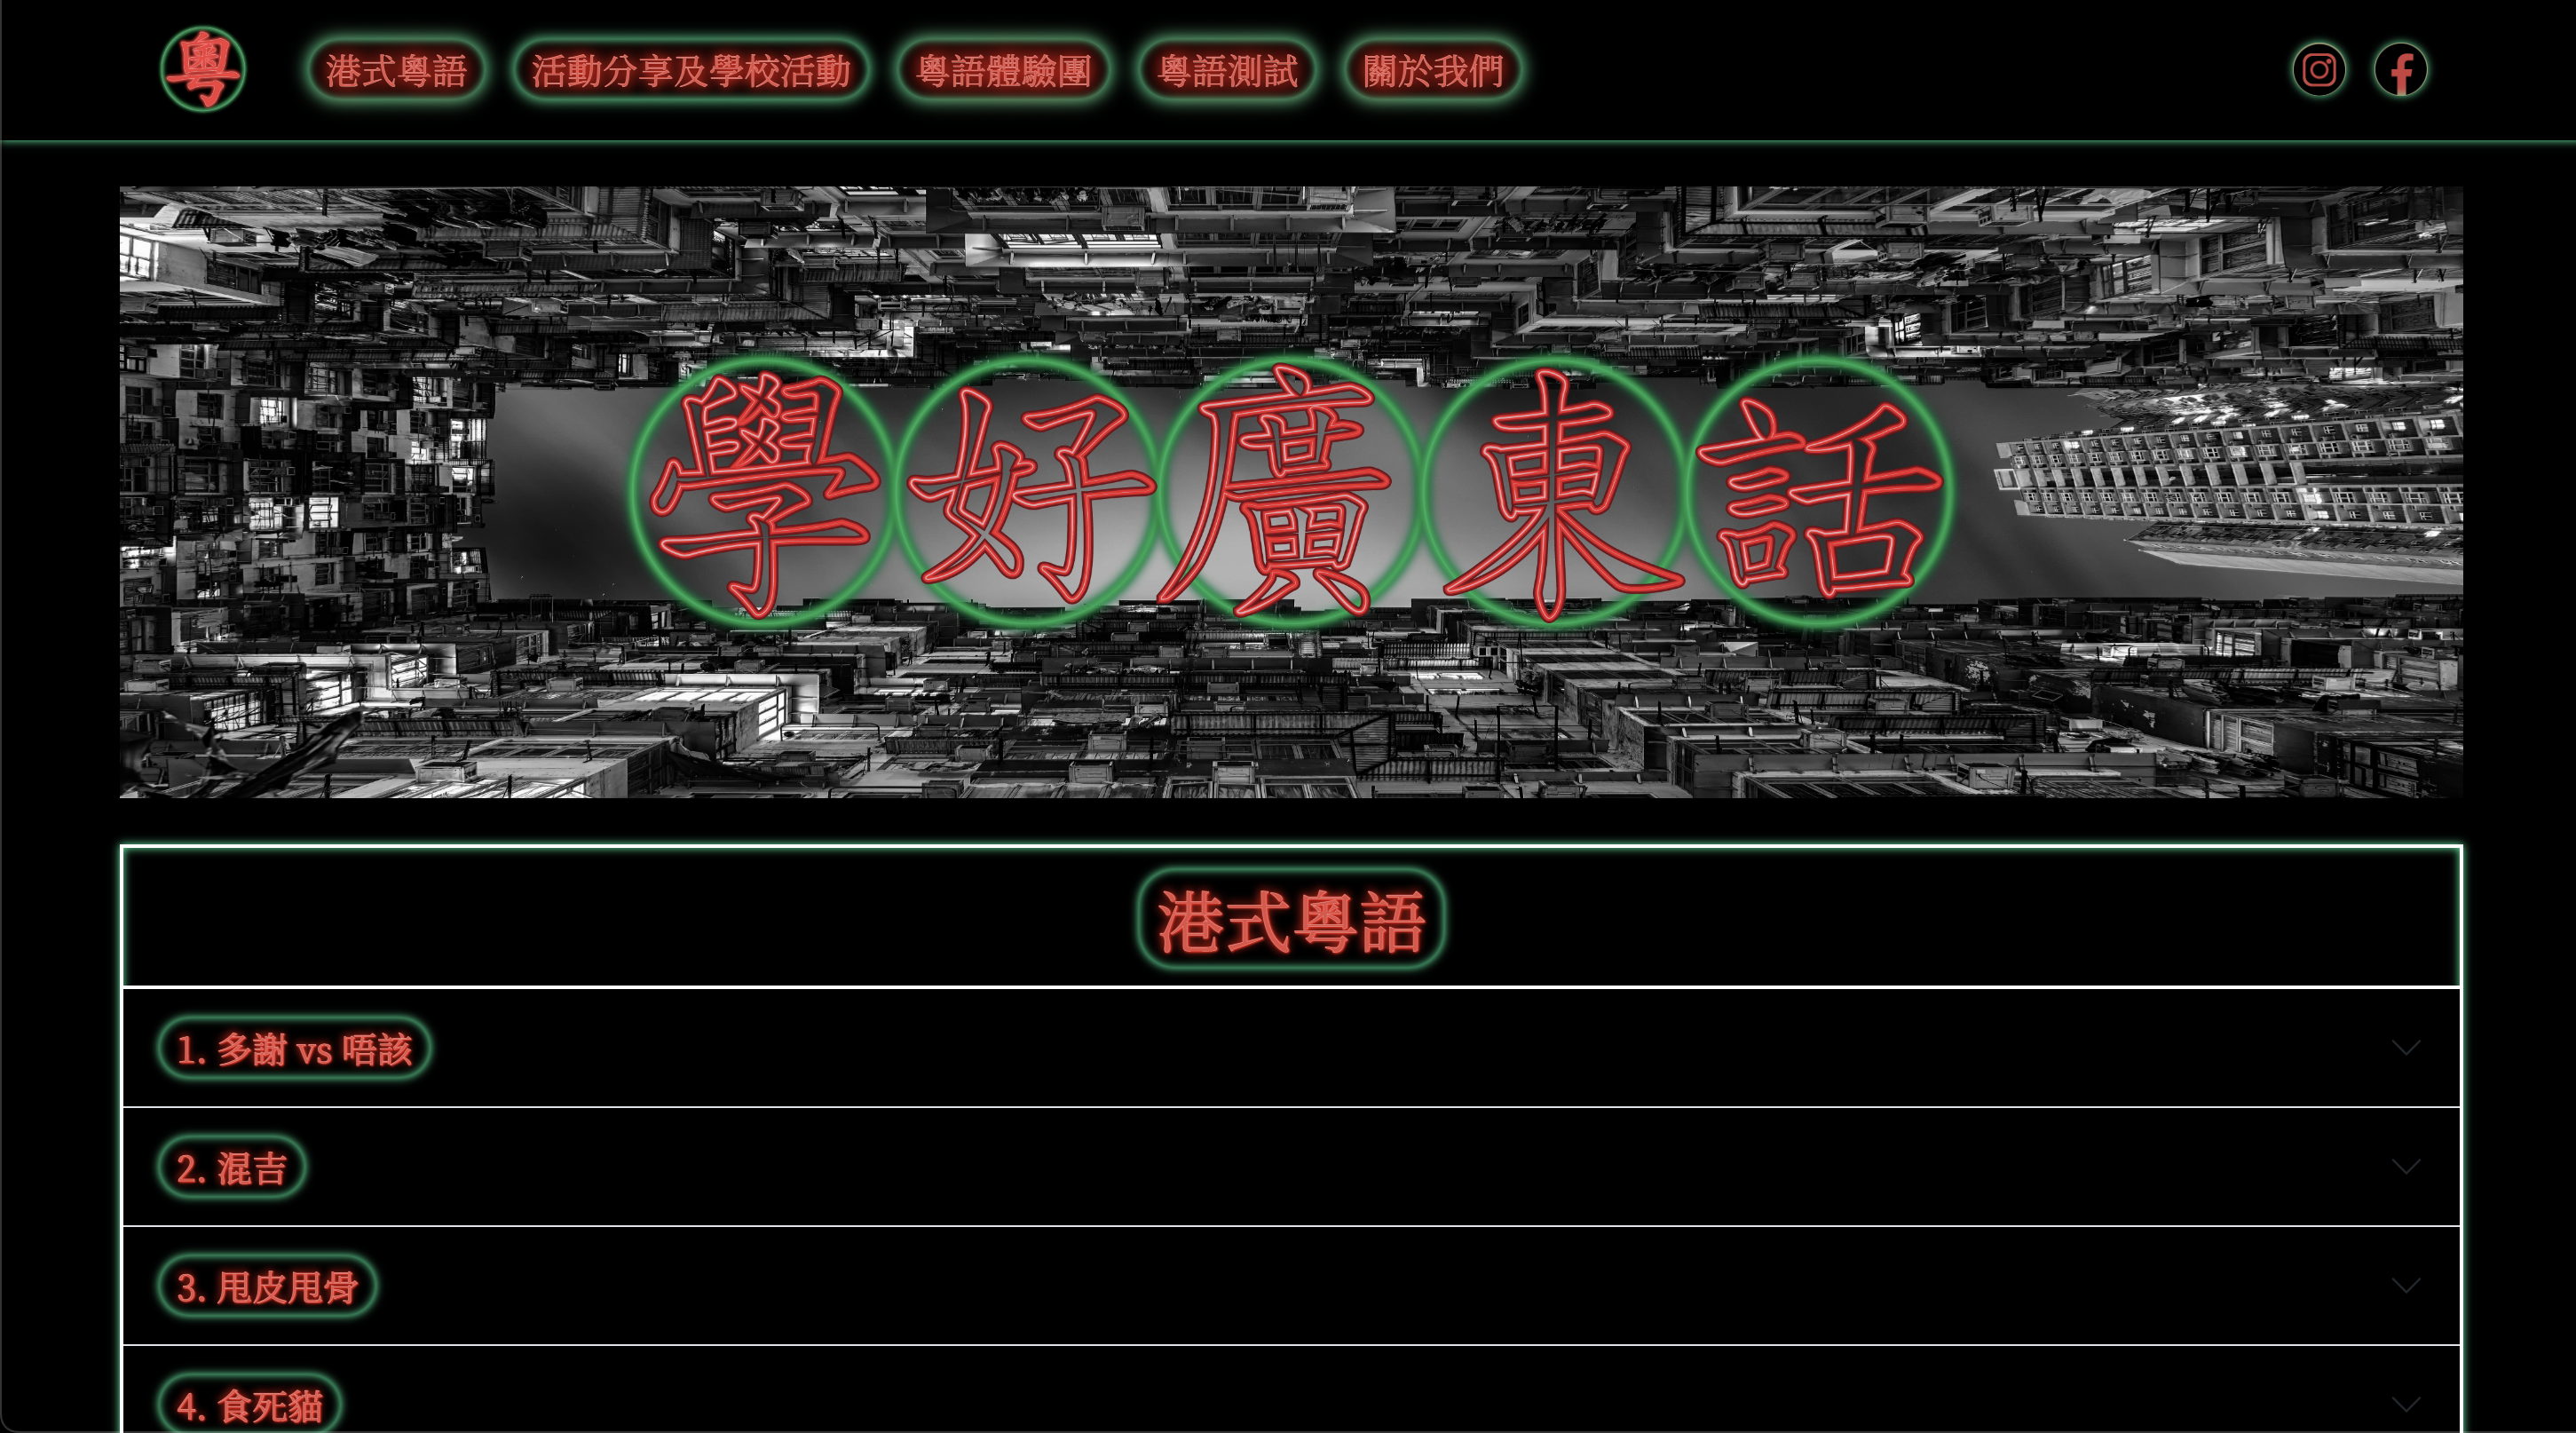 粵
港式粵語
活動分享及學校活動
粵語體驗團
粵語測試
關於我們
學好廣東話
港式粵語
1. 多謝 vs 唔該
2. 混吉
3. 甩皮甩骨
4. 食死貓